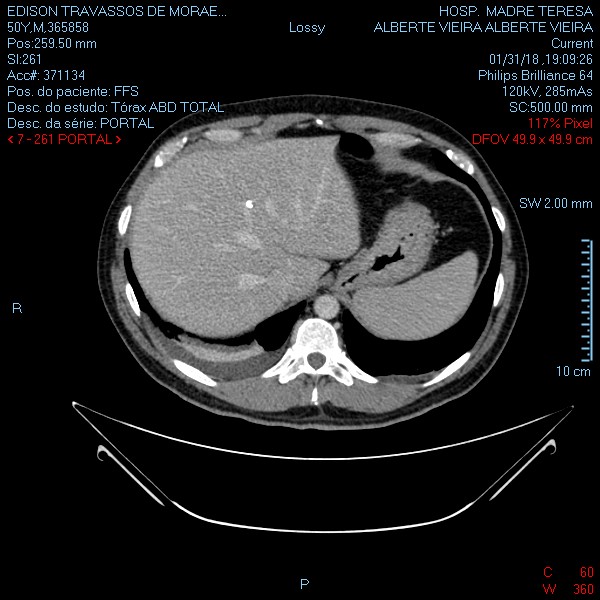 EDISON TRAVASSOS DE MORAE...
50Y,M,365858
Pos:259.50 mm
SI:261
Acc#: 371134
Pos. do paciente: FFS
Desc. do estudo: Tórax ABD TOTAL
Desc. da série: PORTAL
< 7 - 261 PORTAL >
Lossy
HOSP. MADRE TERESA
ALBERTE VIEIRA ALBERTE VIEIRA
Current
01/31/18 ,19:09:26
Philips Brilliance 64
120kV, 285mAs
SC:500.00 mm
117% Pixel
DFOV 49.9 x 49.9 cm
SW 2.00 mm
R
10 cm
P
C 60
W 360